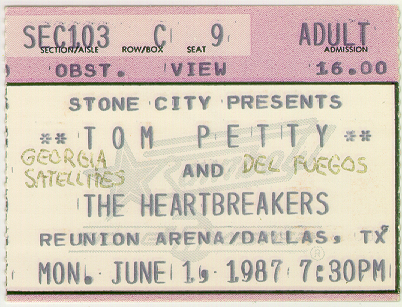 SEC103 C 9 ADULT
SECTION/AISLE ROW/BOX SEAT ADMISSION
OBST. VIEW 16.00
STONE CITY PRESENTS
** TOM PETTY **
GEORGIA SATELLITES AND DEL FUEGOS
THE HEARTBREAKERS
REUNION ARENA/DALLAS, TX
MON. JUNE 1, 1987 7:30PM